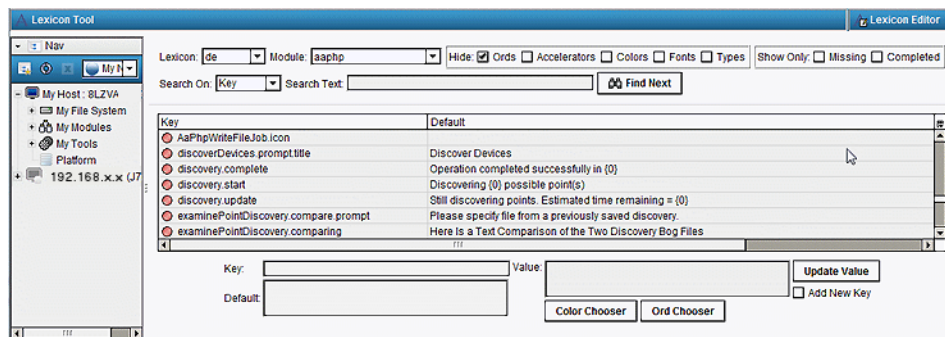 Lexicon Tool
Lexicon Editor
Nav
My N
My Host : 8LZVA
My File System
My Modules
My Tools
Platform
192.168.x.x (J7
Lexicon: de Module: aaphp Hide: Ords Accelerators Colors Fonts Types Show Only: Missing Completed
Search On: Key Search Text: Find Next
Key Default
AaPhpWriteFileJob.icon
discoverDevices.prompt.title Discover Devices
discovery.complete Operation completed successfully in {0}
discovery.start Discovering {0} possible point(s)
discovery.update Still discovering points. Estimated time remaining = {0}
examinePointDiscovery.compare.prompt Please specify file from a previously saved discovery.
examinePointDiscovery.comparing Here Is a Text Comparison of the Two Discovery Bog Files
Key: Value: Update Value
Default: Add New Key
Color Chooser Ord Chooser